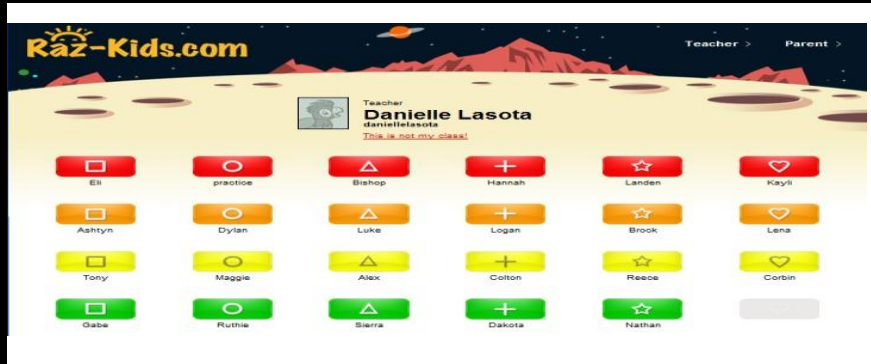 Raz-Kids.com
Teacher > Parent >
Teacher
Danielle Lasota
daniellelasota
This is not my class!
Eli practice Bishop Hannah Landen Kayli
Ashtyn Dylan Luke Logan Brook Lena
Tony Maggie Alex Colton Reece Corbin
Gabe Ruthie Sierra Dakota Nathan